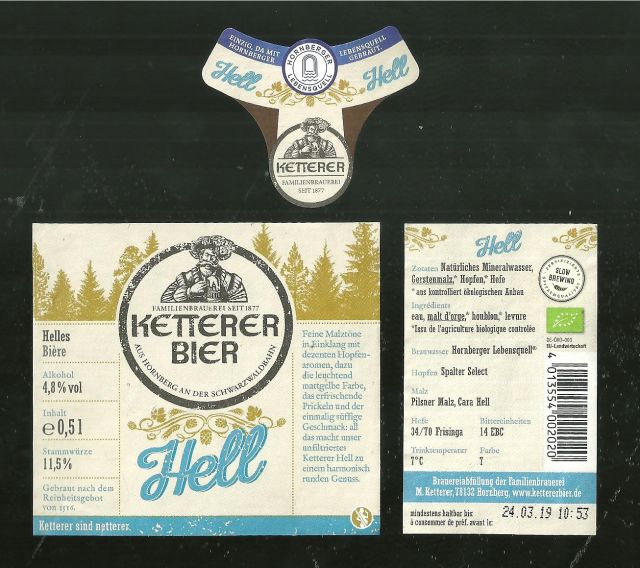 EINZIG, DA MIT
HORNBERGER
LEBENSQUELL
GEBRAUT.
HORNBERGER
LEBENSQUELL
Hell
Hell
KETTERER
FAMILIENBRAUEREI
SEIT 1877
FAMILIENBRAUEREI SEIT 1877
KETTERER
BIER
AUS HORNBERG AN DER SCHWARZWALDBAHN
Hell
Helles
Bière
Alkohol
4,8 % vol
Inhalt
e 0,5 l
Stammwürze
11,5 %
Gebraut nach dem
Reinheitsgebot
von 1516.
Feine Malztöne
in Einklang mit
dezenten Hopfen-
aromen, dazu
die leuchtend
mattgelbe Farbe,
das erfrischende
Prickeln und der
einmalig süffige
Geschmack: all
das macht unser
unfiltriertes
Ketterer Hell zu
einem harmonisch
runden Genuss.
Ketterer sind netterer.
Hell
Zutaten Natürliches Mineralwasser,
Gerstenmalz,* Hopfen,* Hefe
*aus kontrolliert ökologischem Anbau
Ingrédients
eau, malt d'orge,* houblon,* levure
*Issu de l'agriculture biologique contrôlée
Brauwasser Hornberger Lebensquell®
Hopfen Spalter Select
Malz
Pilsner Malz, Cara Hell
Hefe
34/70 Frisinga
Bittereinheiten
14 EBC
Trinktemperatur
7°C
Farbe
7
SLOW
BREWING
EU-Landwirtschaft
4 013554 002020
Brauereiabfüllung der Familienbrauerei
M. Ketterer, 78132 Hornberg, www.kettererbier.de
mindestens haltbar bis:
à consommer de préf. avant le:
24.03.19 10:53